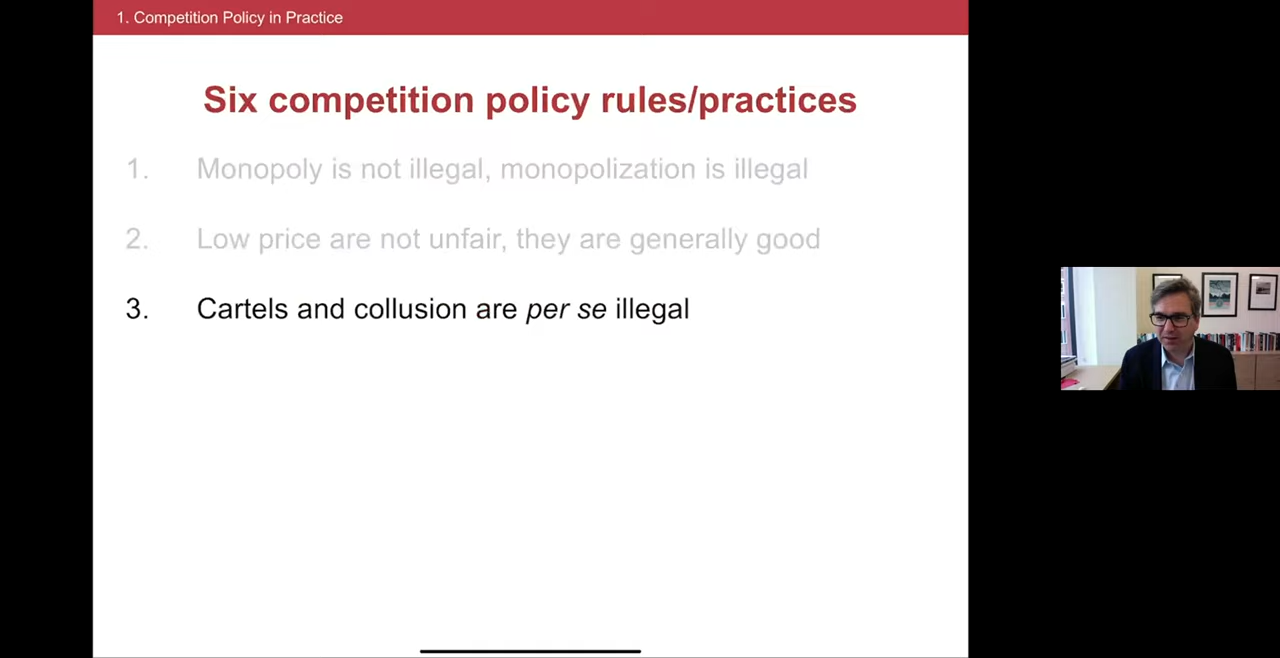 1. Competition Policy in Practice
Six competition policy rules/practices
1. Monopoly is not illegal, monopolization is illegal
2. Low price are not unfair, they are generally good
3. Cartels and collusion are per se illegal